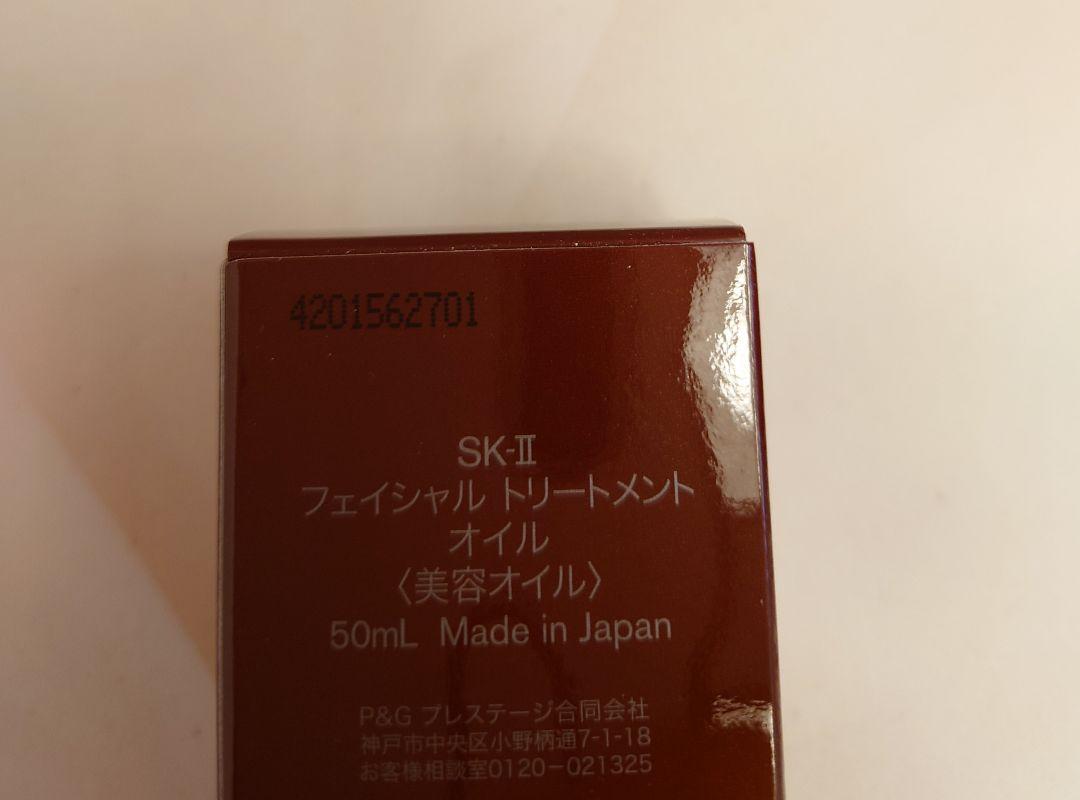 4201562701
SK-Ⅱ
フェイシャル トリートメント
オイル
〈美容オイル〉
50mL Made in Japan
P&G プレステージ合同会社
神戸市中央区小野柄通7-1-18
お客様相談室0120-021325